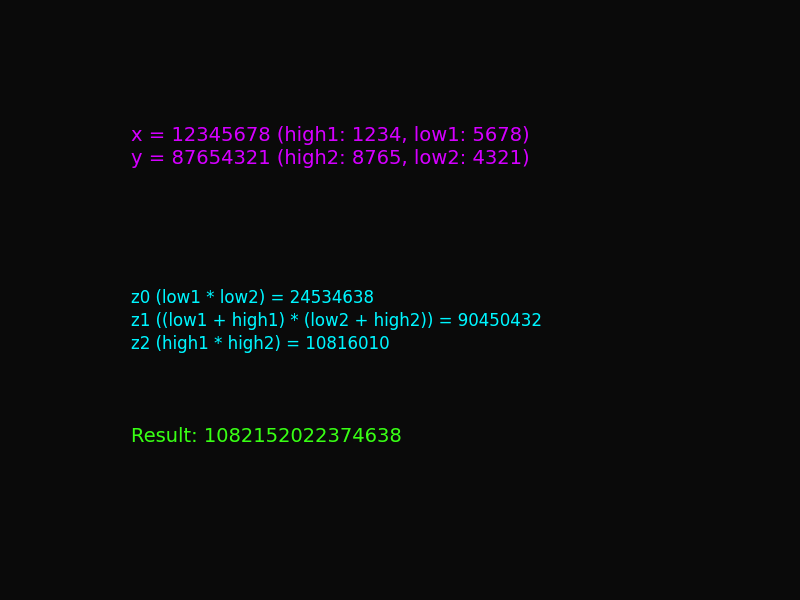 x = 12345678 (high1: 1234, low1: 5678)
y = 87654321 (high2: 8765, low2: 4321)
z0 (low1 * low2) = 24534638
z1 ((low1 + high1) * (low2 + high2)) = 90450432
z2 (high1 * high2) = 10816010
Result: 1082152022374638